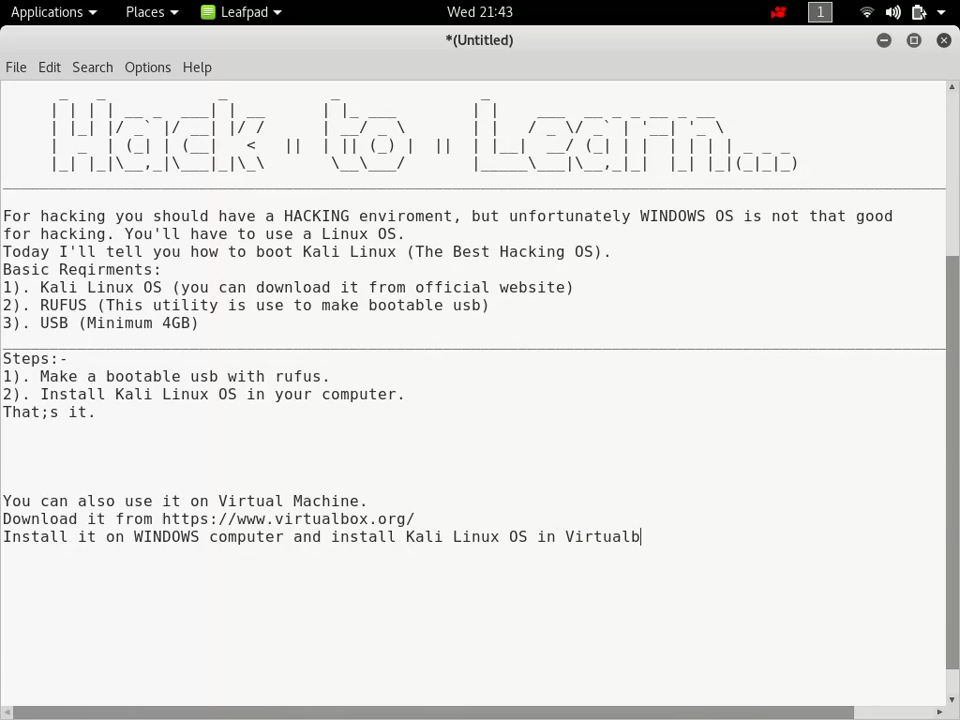 Applications Places Leafpad Wed 21:43 1
*(Untitled)
File Edit Search Options Help
Hack to Learn...
For hacking you should have a HACKING enviroment, but unfortunately WINDOWS OS is not that good
for hacking. You'll have to use a Linux OS.
Today I'll tell you how to boot Kali Linux (The Best Hacking OS).
Basic Reqirments:
1). Kali Linux OS (you can download it from official website)
2). RUFUS (This utility is use to make bootable usb)
3). USB (Minimum 4GB)
Steps:-
1). Make a bootable usb with rufus.
2). Install Kali Linux OS in your computer.
That;s it.
You can also use it on Virtual Machine.
Download it from https://www.virtualbox.org/
Install it on WINDOWS computer and install Kali Linux OS in Virtualb